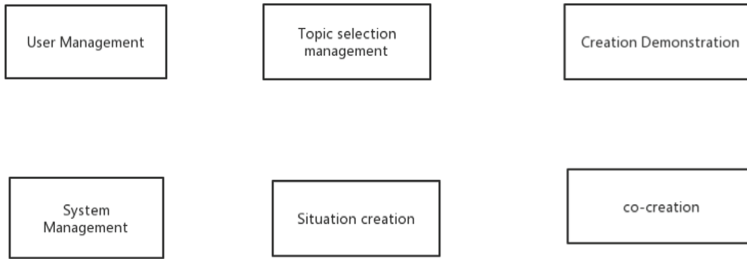 User Management
Topic selection
management
Creation Demonstration
System
Management
Situation creation
co-creation